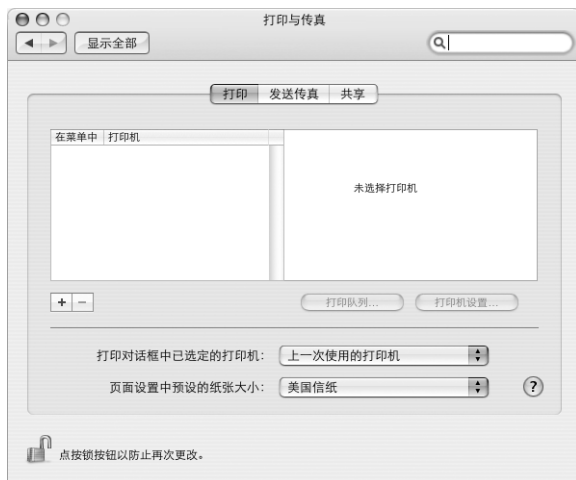 打印与传真
显示全部
打印 发送传真 共享
在菜单中 打印机
未选择打印机
+ −
打印队列... 打印机设置...
打印对话框中已选定的打印机： 上一次使用的打印机
页面设置中预设的纸张大小： 美国信纸 ?
点按锁按钮以防止再次更改。